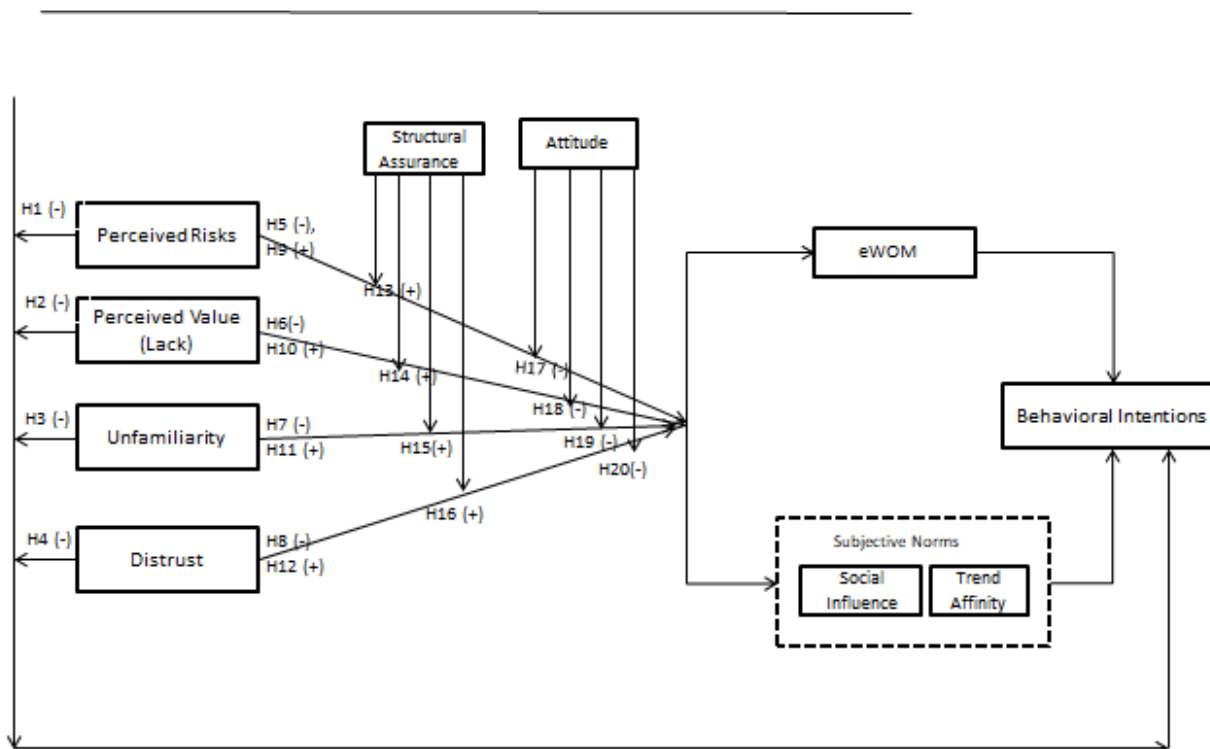 Structural
Assurance
Attitude
H1 (-)
Perceived Risks
H5 (-),
H9 (+)
H13 (+)
eWOM
H2 (-)
Perceived Value
(Lack)
H6(-)
H10 (+)
H14 (+)
H17 (-)
H18 (-)
H3 (-)
Unfamiliarity
H7 (-)
H11 (+)
H15(+)
H19 (-)
H20(-)
Behavioral Intentions
H4 (-)
Distrust
H8 (-)
H12 (+)
H16 (+)
Subjective Norms
Social
Influence
Trend
Affinity